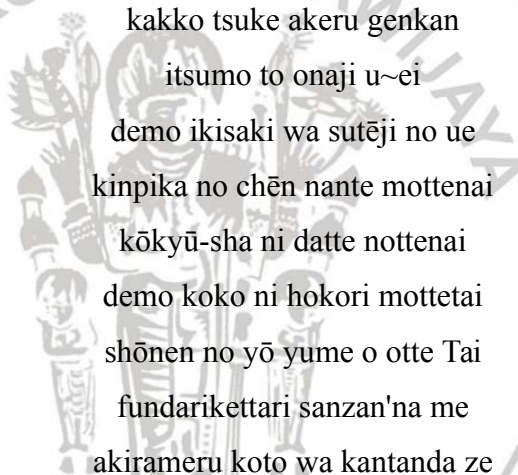 kakko tsuke akeru genkan
itsumo to onaji u~ei
demo ikisaki wa sutēji no ue
kinpika no chēn nante mottenai
kōkyū-sha ni datte nottenai
demo koko ni hokori mottetai
shōnen no yō yume o otte Tai
fundarikettari sanzan'na me
akirameru koto wa kantanda ze